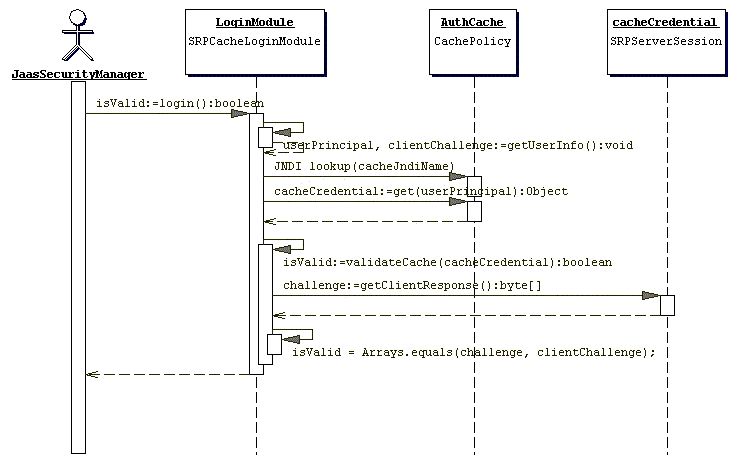 LoginModule
SRPCacheLoginModule
AuthCache
CachePolicy
cacheCredential
SRPServerSession
JaasSecurityManager
isValid:=login():boolean
userPrincipal, clientChallenge:=getUserInfo():void
JNDI lookup(cacheJndiName)
cacheCredential:=get(userPrincipal):Object
isValid:=validateCache(cacheCredential):boolean
challenge:=getClientResponse():byte[]
isValid = Arrays.equals(challenge, clientChallenge);